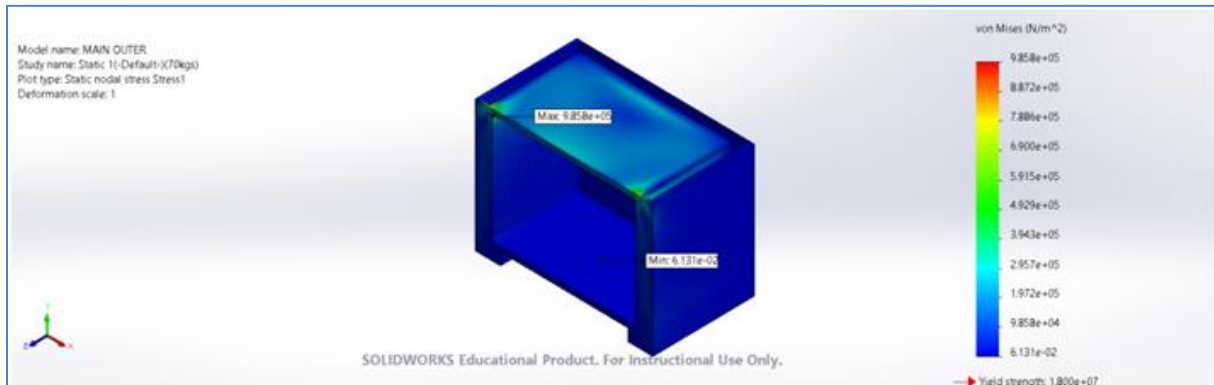 Model name: MAIN OUTER
Study name: Static 1(-Default-)(70kgs)
Plot type: Static nodal stress Stress1
Deformation scale: 1
von Mises (N/m^2)
9.858e+05
8.872e+05
7.886e+05
6.900e+05
5.915e+05
4.929e+05
3.943e+05
2.957e+05
1.972e+05
9.858e+04
6.131e-02
Yield strength: 1.800e+07
Max: 9.858e+05
Min: 6.131e-02
Y
Z
X
SOLIDWORKS Educational Product. For Instructional Use Only.